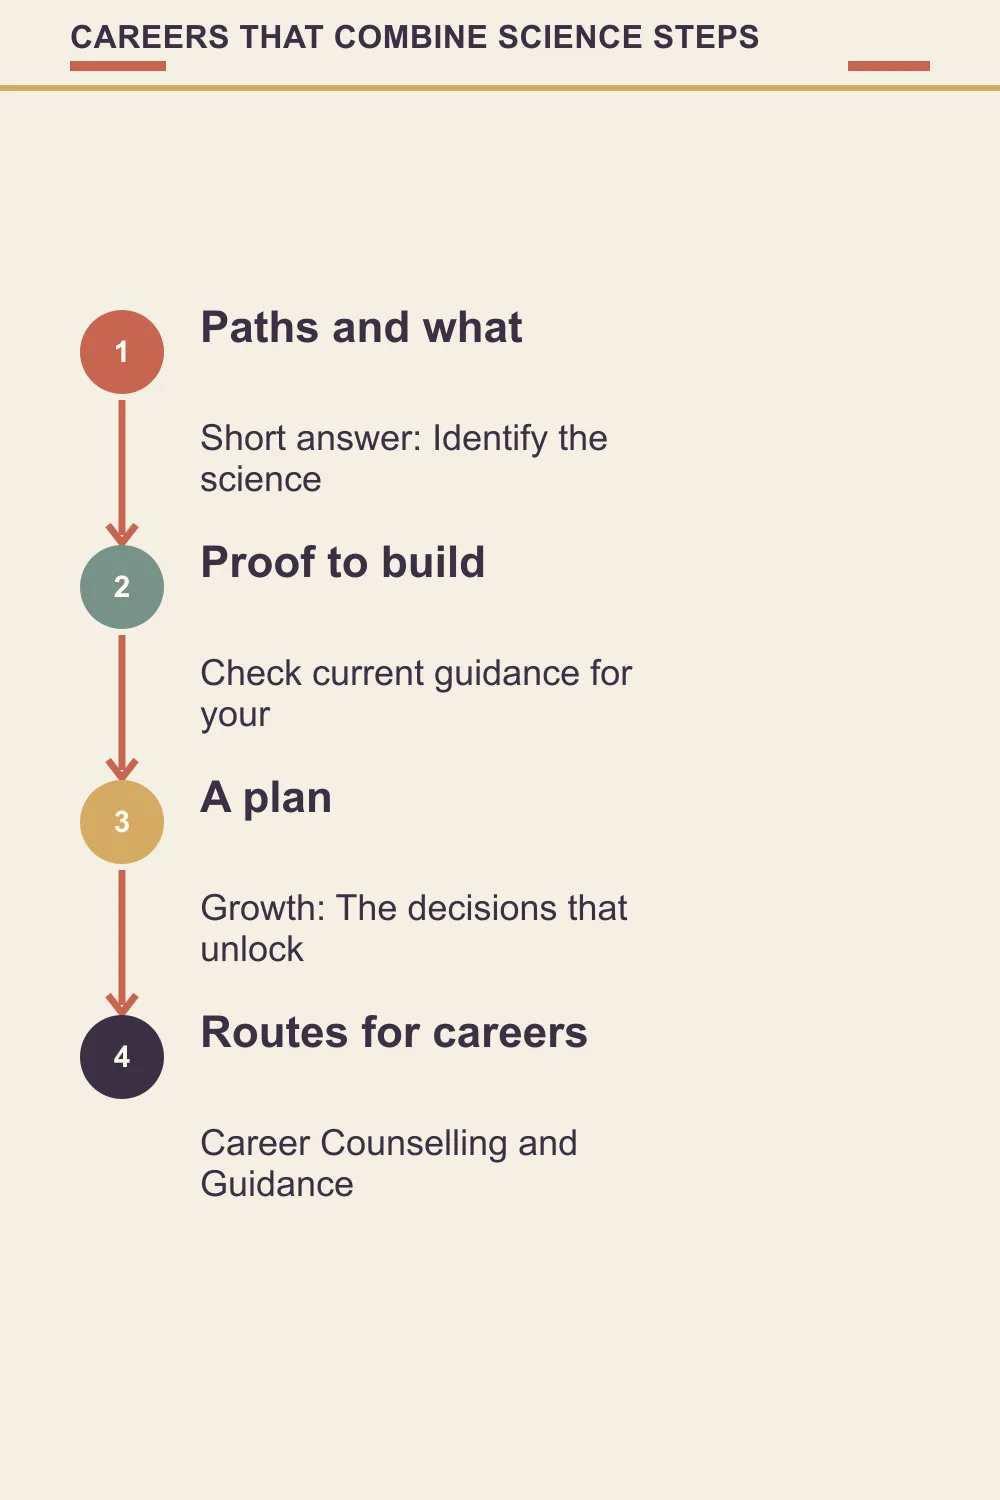 CAREERS THAT COMBINE SCIENCE STEPS
1
Paths and what
Short answer: Identify the
science
2
Proof to build
Check current guidance for
your
3
A plan
Growth: The decisions that
unlock
4
Routes for careers
Career Counselling and
Guidance